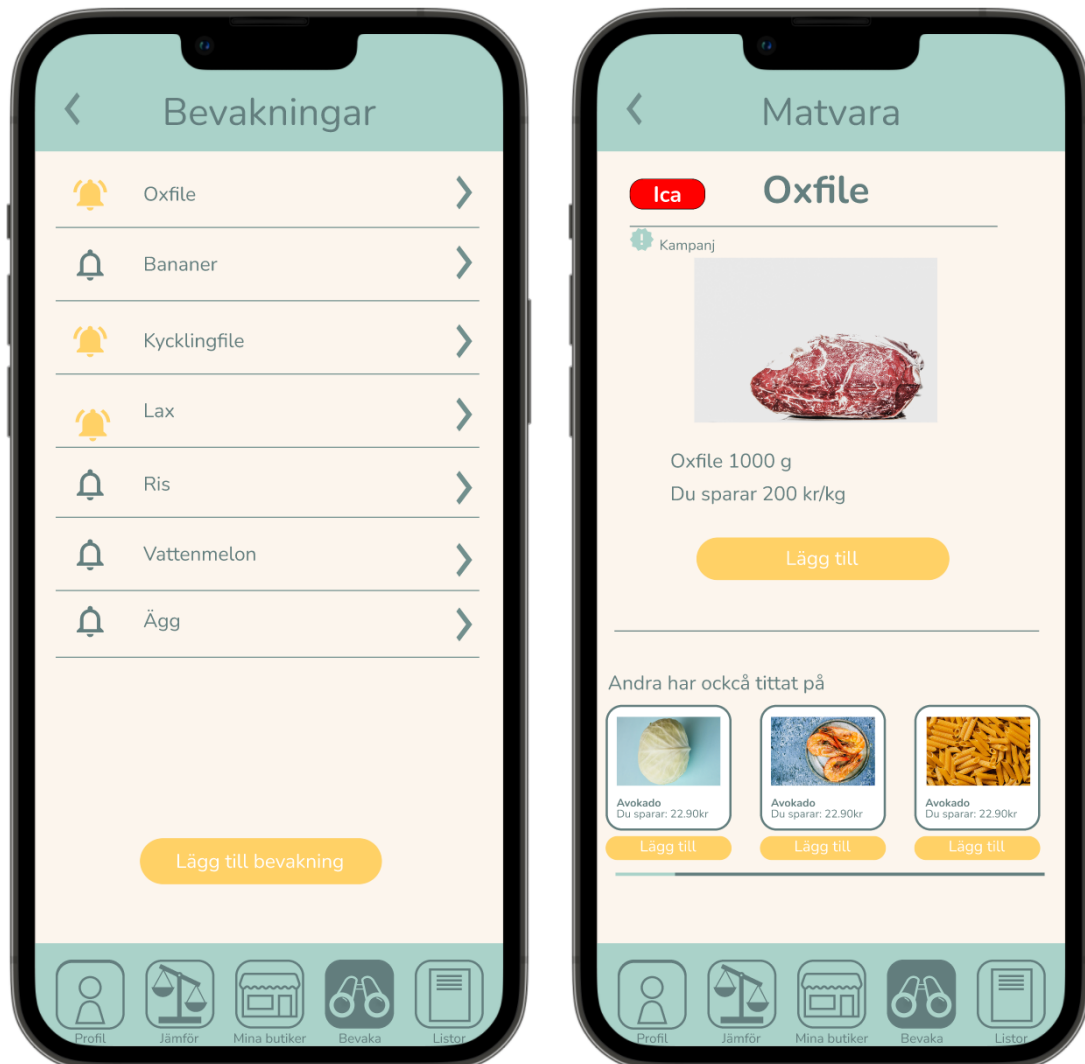 Bevakningar
Oxfile
Bananer
Kycklingfile
Lax
Ris
Vattenmelon
Ägg
Lägg till bevakning
Profil
Jämför
Mina butiker
Bevaka
Listor
Matvara
Ica
Oxfile
Kampanj
Oxfile 1000 g
Du sparar 200 kr/kg
Lägg till
Andra har ockcå tittat på
Avokado
Du sparar: 22.90kr
Lägg till
Avokado
Du sparar: 22.90kr
Lägg till
Avokado
Du sparar: 22.90kr
Lägg till
Profil
Jämför
Mina butiker
Bevaka
Listor